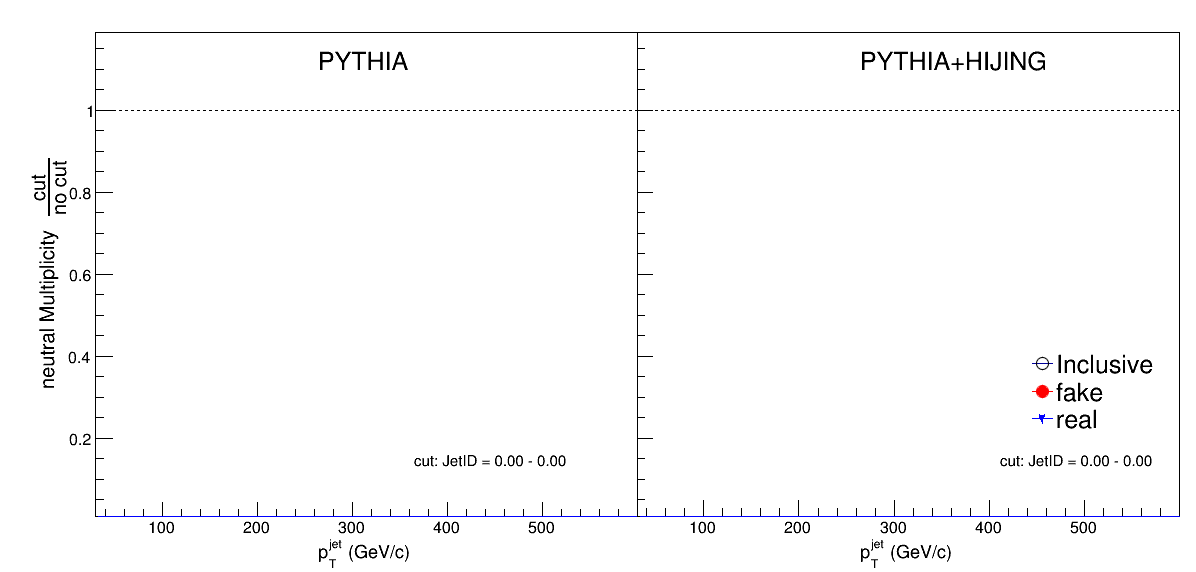 PYTHIA
PYTHIA+HIJING
neutral Multiplicity cut
no cut
1
0.8
0.6
0.4
0.2
Inclusive
fake
real
cut: JetID = 0.00 - 0.00
cut: JetID = 0.00 - 0.00
100 200 300 400 500
100 200 300 400 500
p_T^jet (GeV/c)
p_T^jet (GeV/c)